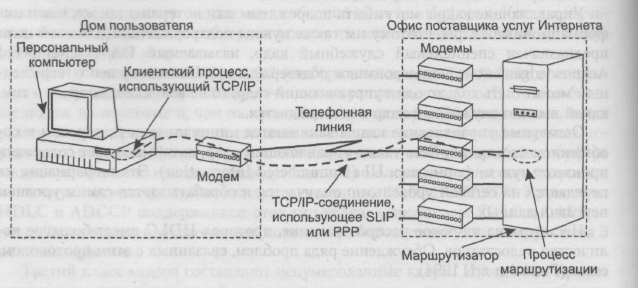 Дом пользователя
Офис поставщика услуг Интернет
Персональный
компьютер
Клиентский процесс,
использующий TCP/IP
Модем
Телефонная
линия
TCP/IP-соединение,
использующее SLIP
или PPP
Модемы
Маршрутизатор
Процесс
маршрутизации